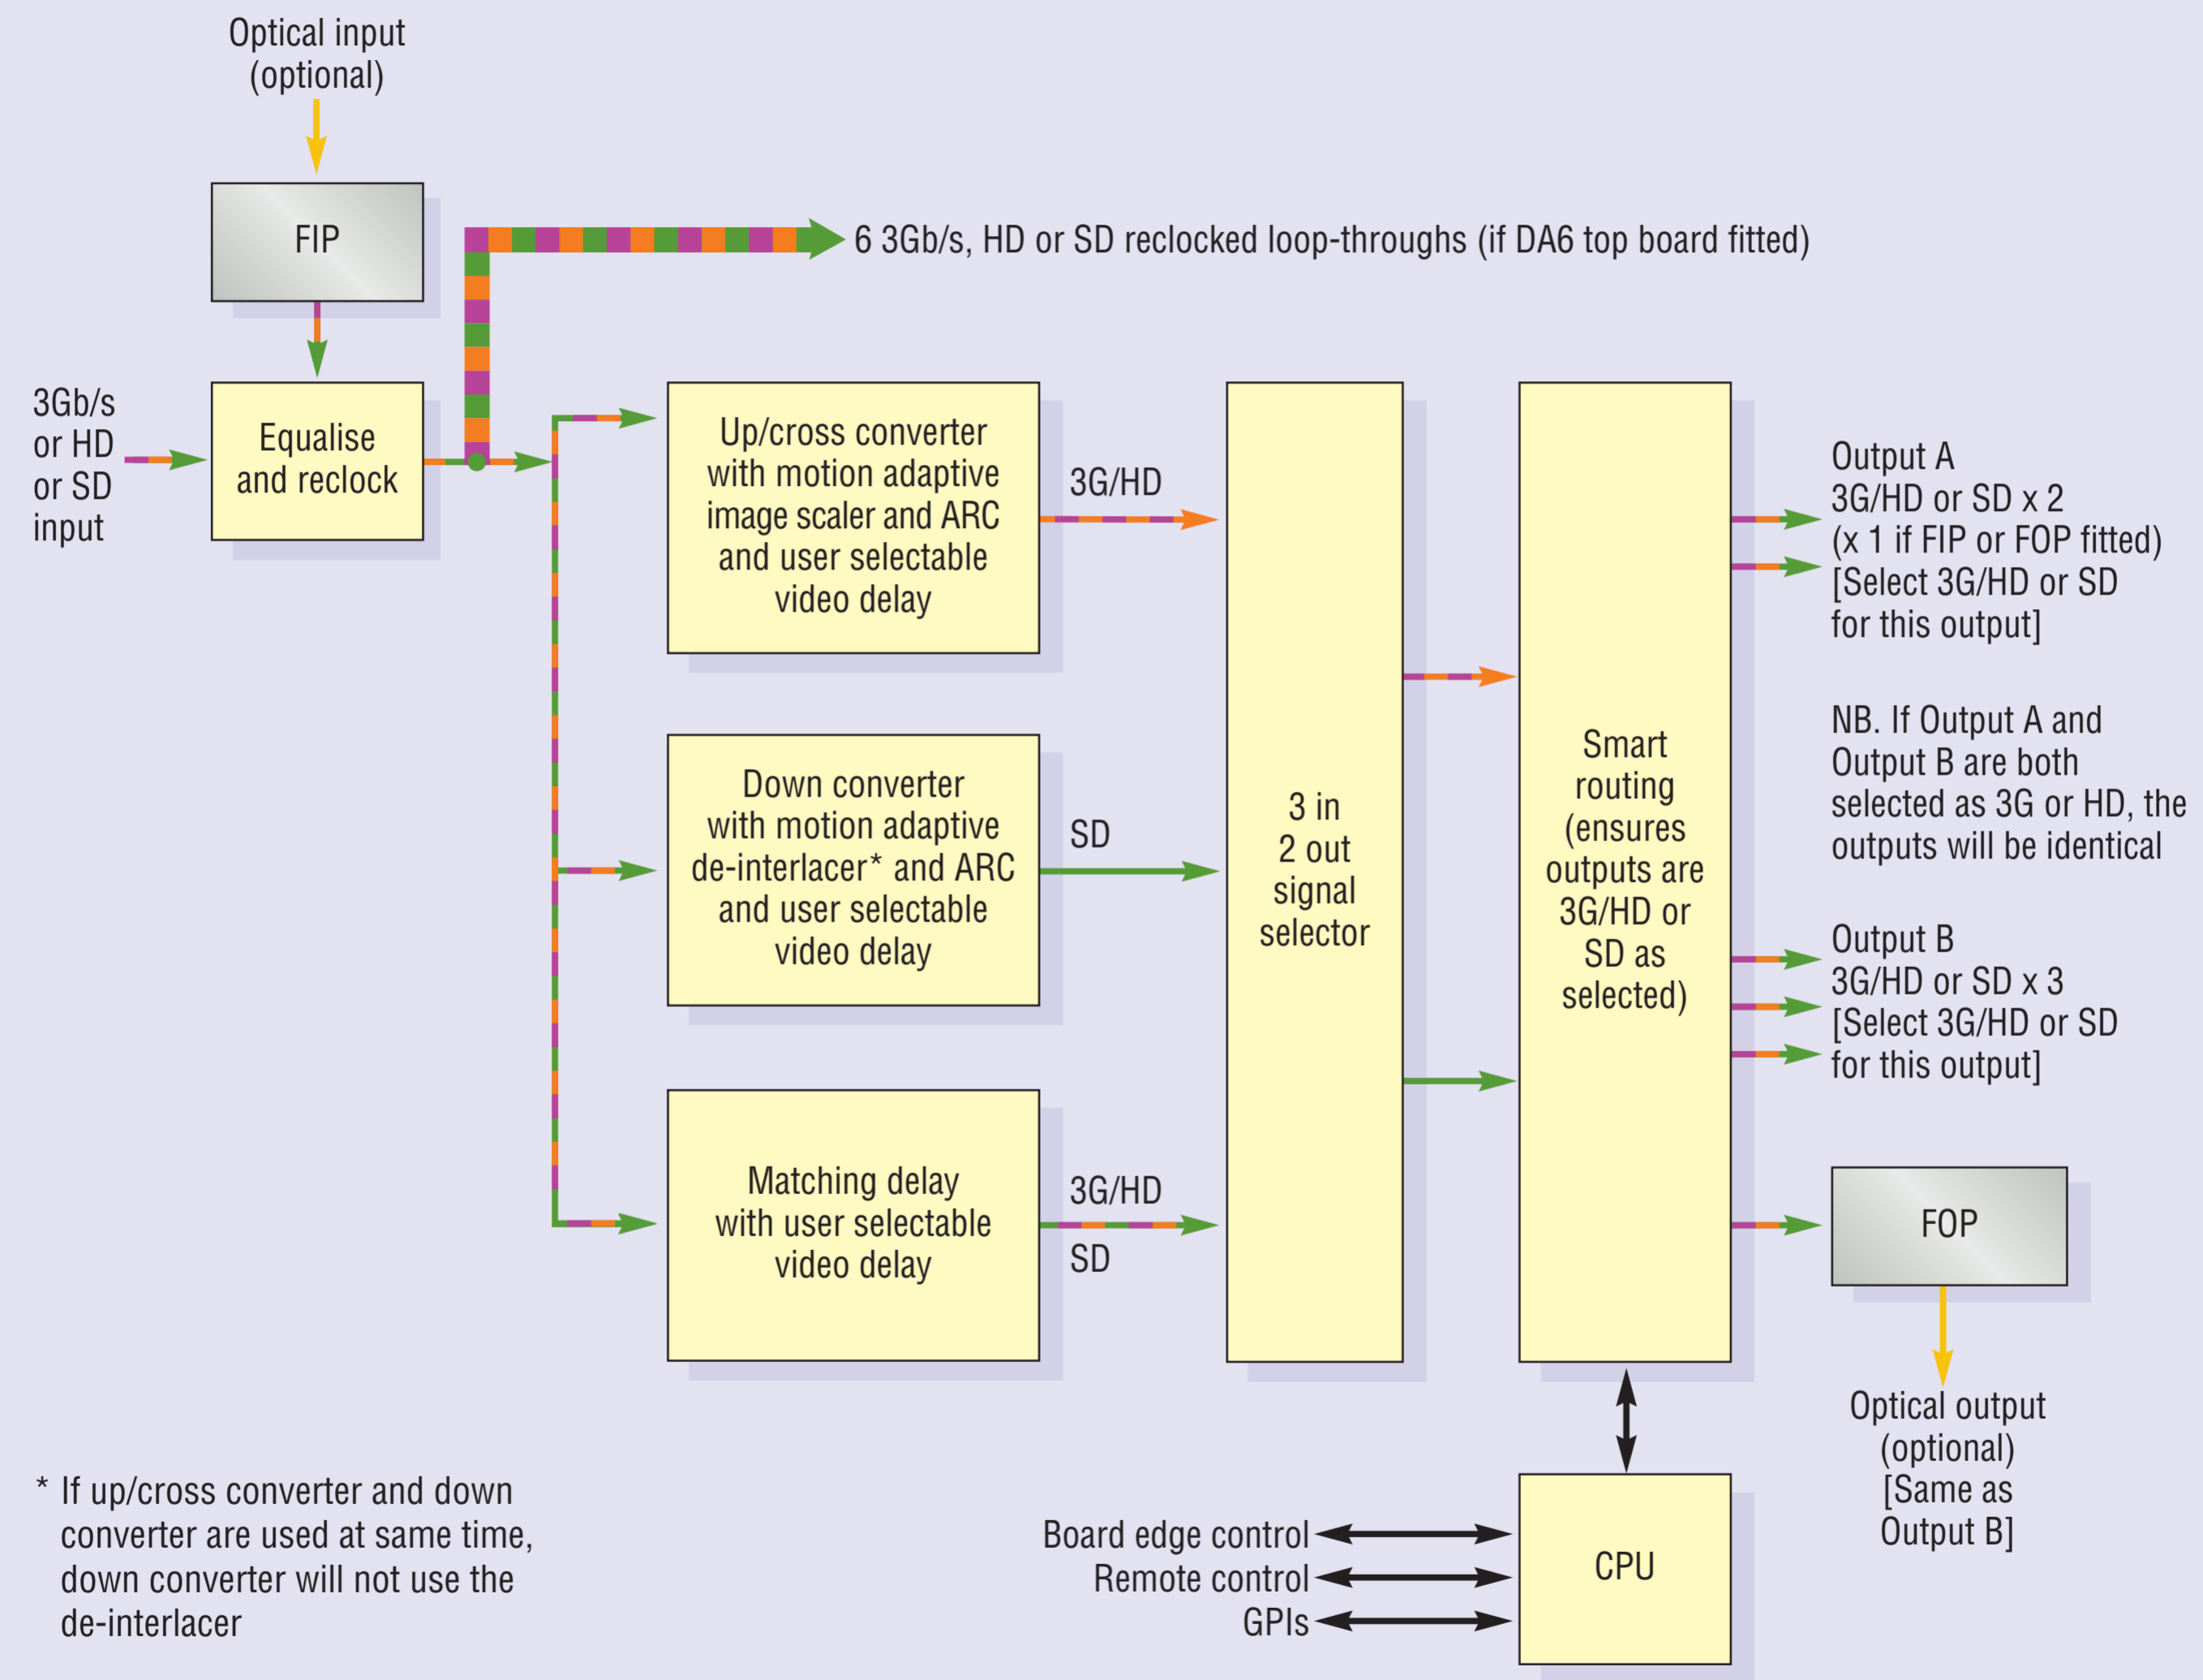 Optical input
(optional)
FIP
6 3Gb/s, HD or SD reclocked loop-throughs (if DA6 top board fitted)
3Gb/s
or HD
or SD
input
Equalise
and reclock
Up/cross converter
with motion adaptive
image scaler and ARC
and user selectable
video delay
3G/HD
Down converter
with motion adaptive
de-interlacer* and ARC
and user selectable
video delay
SD
Matching delay
with user selectable
video delay
3G/HD
SD
3 in
2 out
signal
selector
Smart
routing
(ensures
outputs are
3G/HD or
SD as
selected)
Output A
3G/HD or SD x 2
(x 1 if FIP or FOP fitted)
[Select 3G/HD or SD
for this output]
NB. If Output A and
Output B are both
selected as 3G or HD, the
outputs will be identical
Output B
3G/HD or SD x 3
[Select 3G/HD or SD
for this output]
FOP
Optical output
(optional)
[Same as
Output B]
* If up/cross converter and down
converter are used at same time,
down converter will not use the
de-interlacer
Board edge control
Remote control
GPIs
CPU